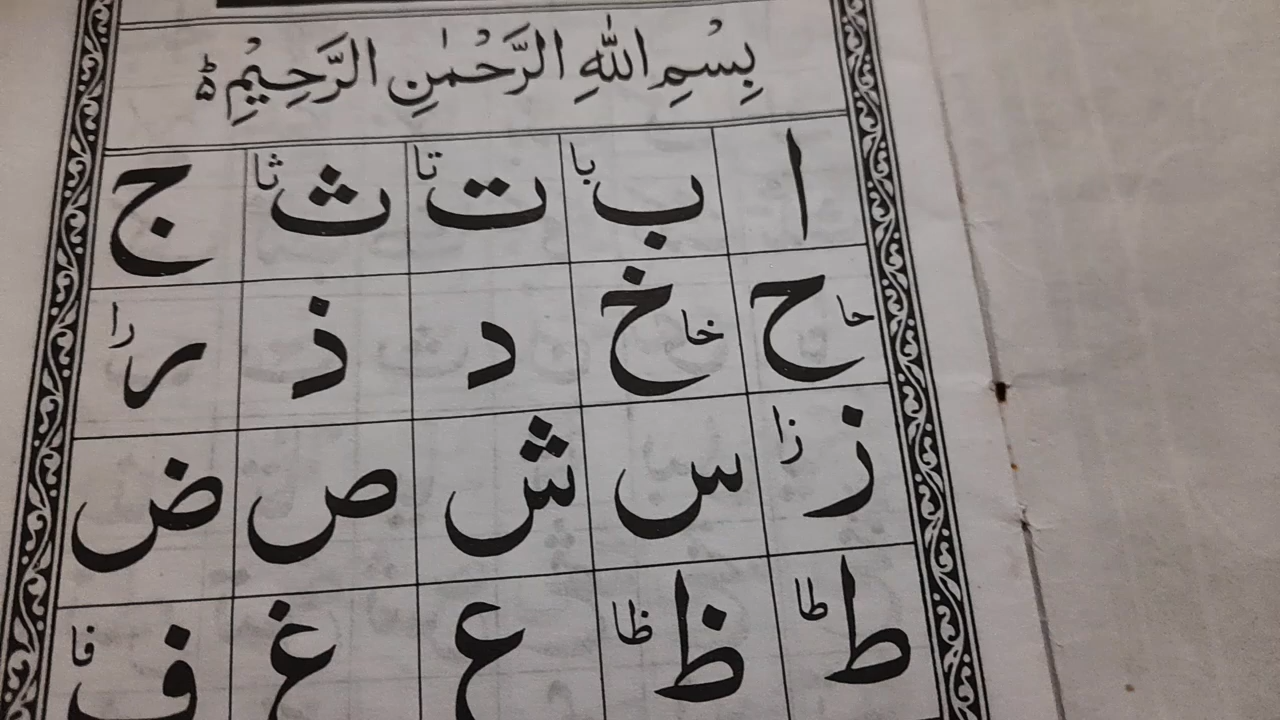 بِسْمِ اللّٰهِ الرَّحْمٰنِ الرَّحِيْمِ ۝
ا ب با ت تا ث ثا ج
ح حا خ خا د ذ ر را
ز زا س ش ص ض
ط طا ظ ظا ع غ ف فا